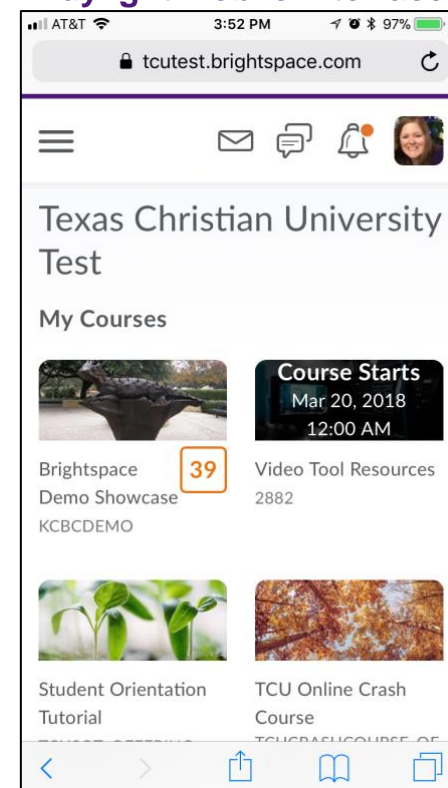 AT&T 3:52 PM 97%
tcutest.brightspace.com
Texas Christian University
Test
My Courses
Course Starts
Mar 20, 2018
12:00 AM
Brightspace
Demo Showcase
KCBCDEMO
39
Video Tool Resources
2882
Student Orientation
Tutorial
TCU Online Crash
Course